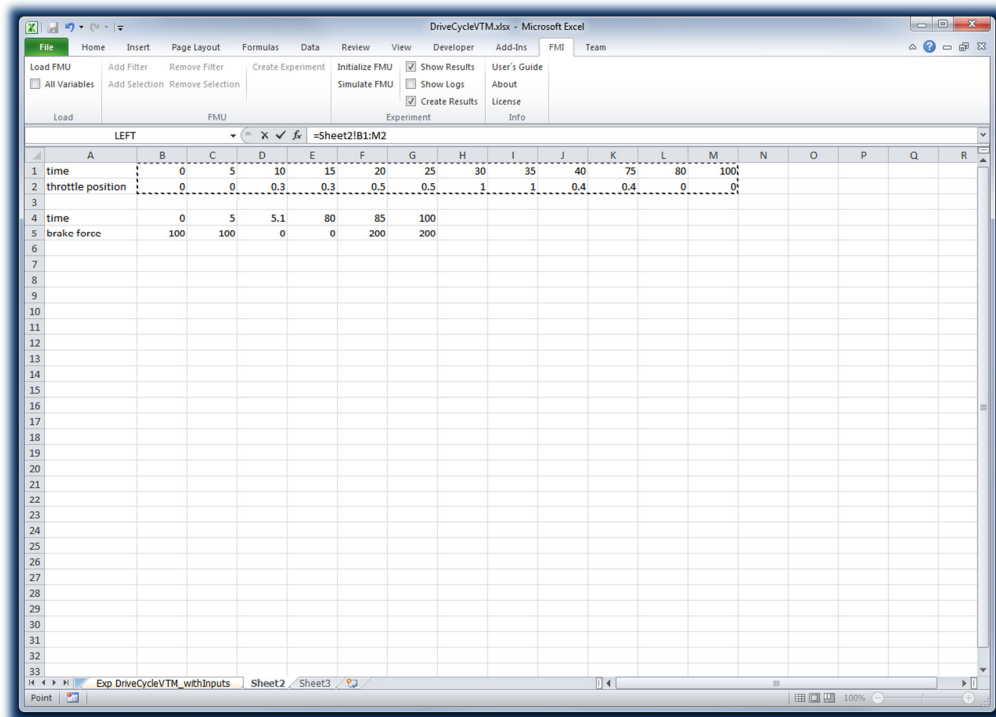 DriveCycleVTM.xlsx - Microsoft Excel
File Home Insert Page Layout Formulas Data Review View Developer Add-Ins FMI Team
Load FMU Add Filter Remove Filter Create Experiment Initialize FMU Show Results User's Guide
All Variables Add Selection Remove Selection Simulate FMU Show Logs About
Create Results License
Load FMU Experiment Info
LEFT fx =Sheet2!B1:M2
A B C D E F G H I J K L M N O P Q R
1 time 0 5 10 15 20 25 30 35 40 75 80 100
2 throttle position 0 0 0.3 0.3 0.5 0.5 1 1 0.4 0.4 0 0
3
4 time 0 5 5.1 80 85 100
5 brake force 100 100 0 0 200 200
6
7
8
9
10
11
12
13
14
15
16
17
18
19
20
21
22
23
24
25
26
27
28
29
30
31
32
33
Exp DriveCycleVTM_withInputs Sheet2 Sheet3
Point 100%